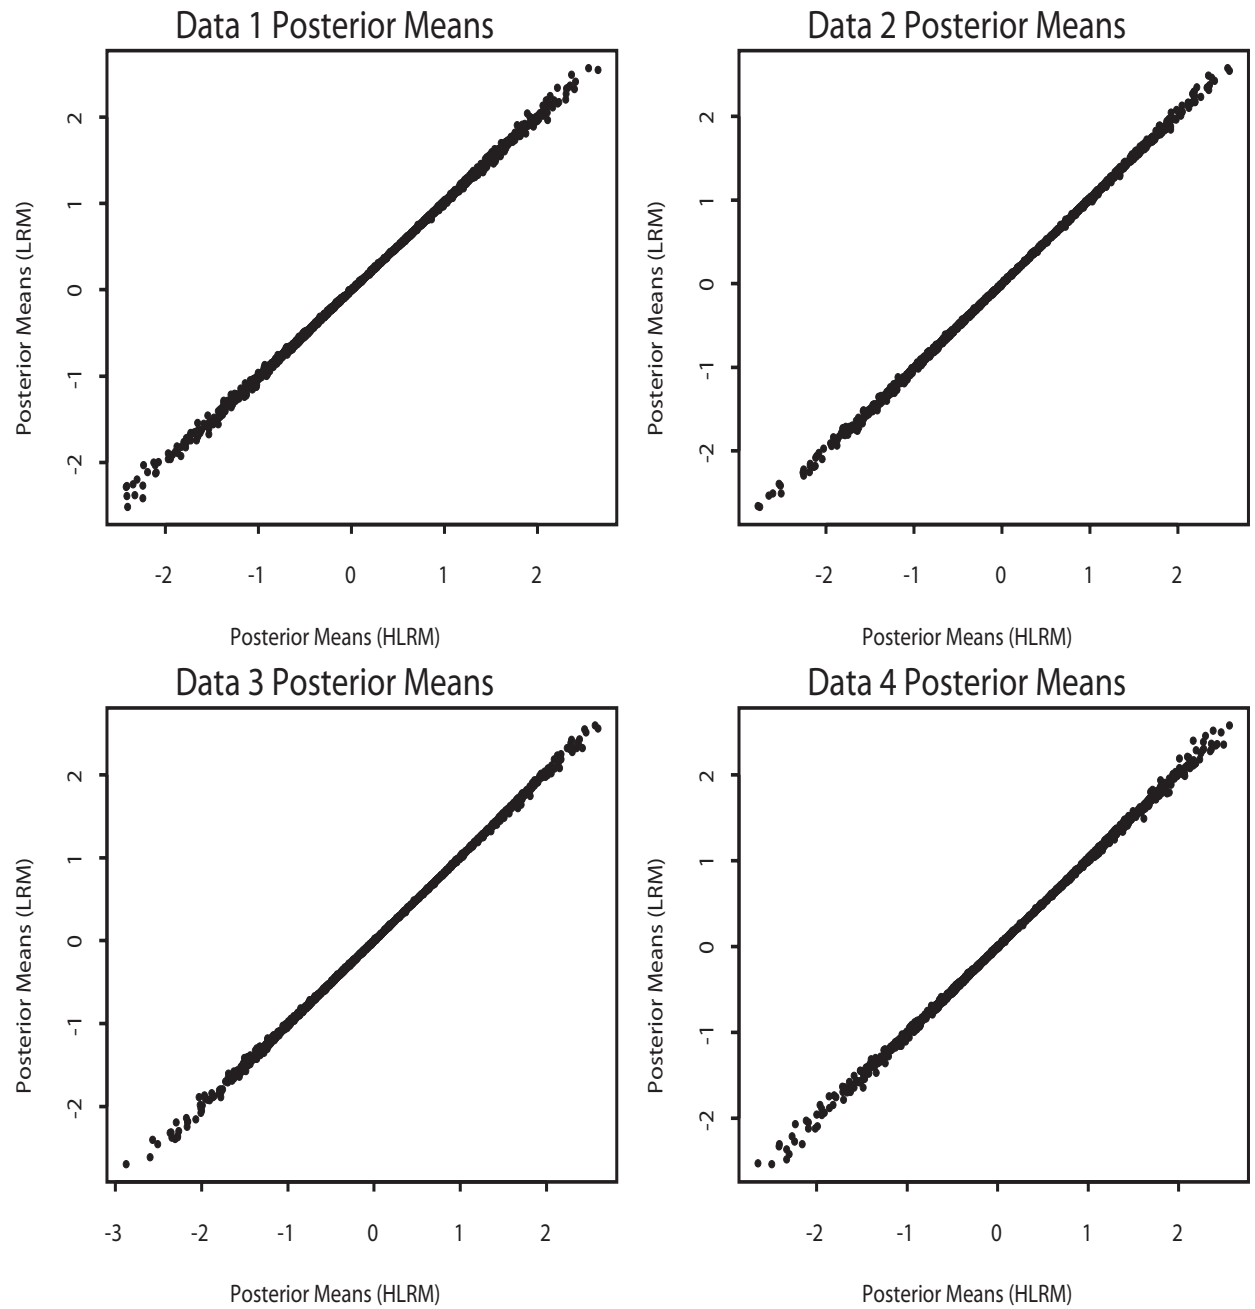 Data 1 Posterior Means
Posterior Means (LRM)
2
1
0
-1
-2
-2 -1 0 1 2
Posterior Means (HLRM)
Data 2 Posterior Means
Posterior Means (LRM)
2
1
0
-1
-2
-2 -1 0 1 2
Posterior Means (HLRM)
Data 3 Posterior Means
Posterior Means (LRM)
2
1
0
-1
-2
-3 -2 -1 0 1 2
Posterior Means (HLRM)
Data 4 Posterior Means
Posterior Means (LRM)
2
1
0
-1
-2
-2 -1 0 1 2
Posterior Means (HLRM)